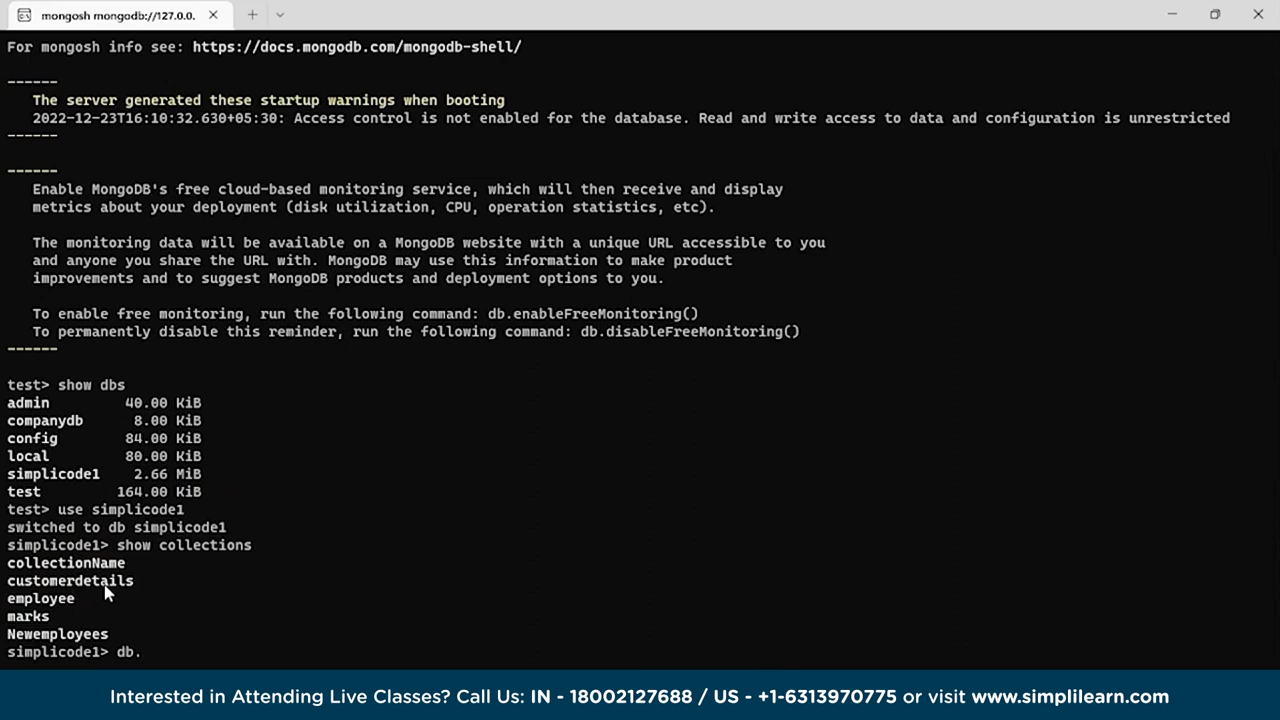 mongosh mongodb://127.0.0.
For mongosh info see: https://docs.mongodb.com/mongodb-shell/
------
The server generated these startup warnings when booting
2022-12-23T16:10:32.630+05:30: Access control is not enabled for the database. Read and write access to data and configuration is unrestricted
------
------
Enable MongoDB's free cloud-based monitoring service, which will then receive and display
metrics about your deployment (disk utilization, CPU, operation statistics, etc).
The monitoring data will be available on a MongoDB website with a unique URL accessible to you
and anyone you share the URL with. MongoDB may use this information to make product
improvements and to suggest MongoDB products and deployment options to you.
To enable free monitoring, run the following command: db.enableFreeMonitoring()
To permanently disable this reminder, run the following command: db.disableFreeMonitoring()
------
test> show dbs
admin 40.00 KiB
companydb 8.00 KiB
config 84.00 KiB
local 80.00 KiB
simplicode1 2.66 MiB
test 164.00 KiB
test> use simplicode1
switched to db simplicode1
simplicode1> show collections
collectionName
customerdetails
employee
marks
Newemployees
simplicode1> db.
Interested in Attending Live Classes? Call Us: IN - 18002127688 / US - +1-6313970775 or visit www.simplilearn.com